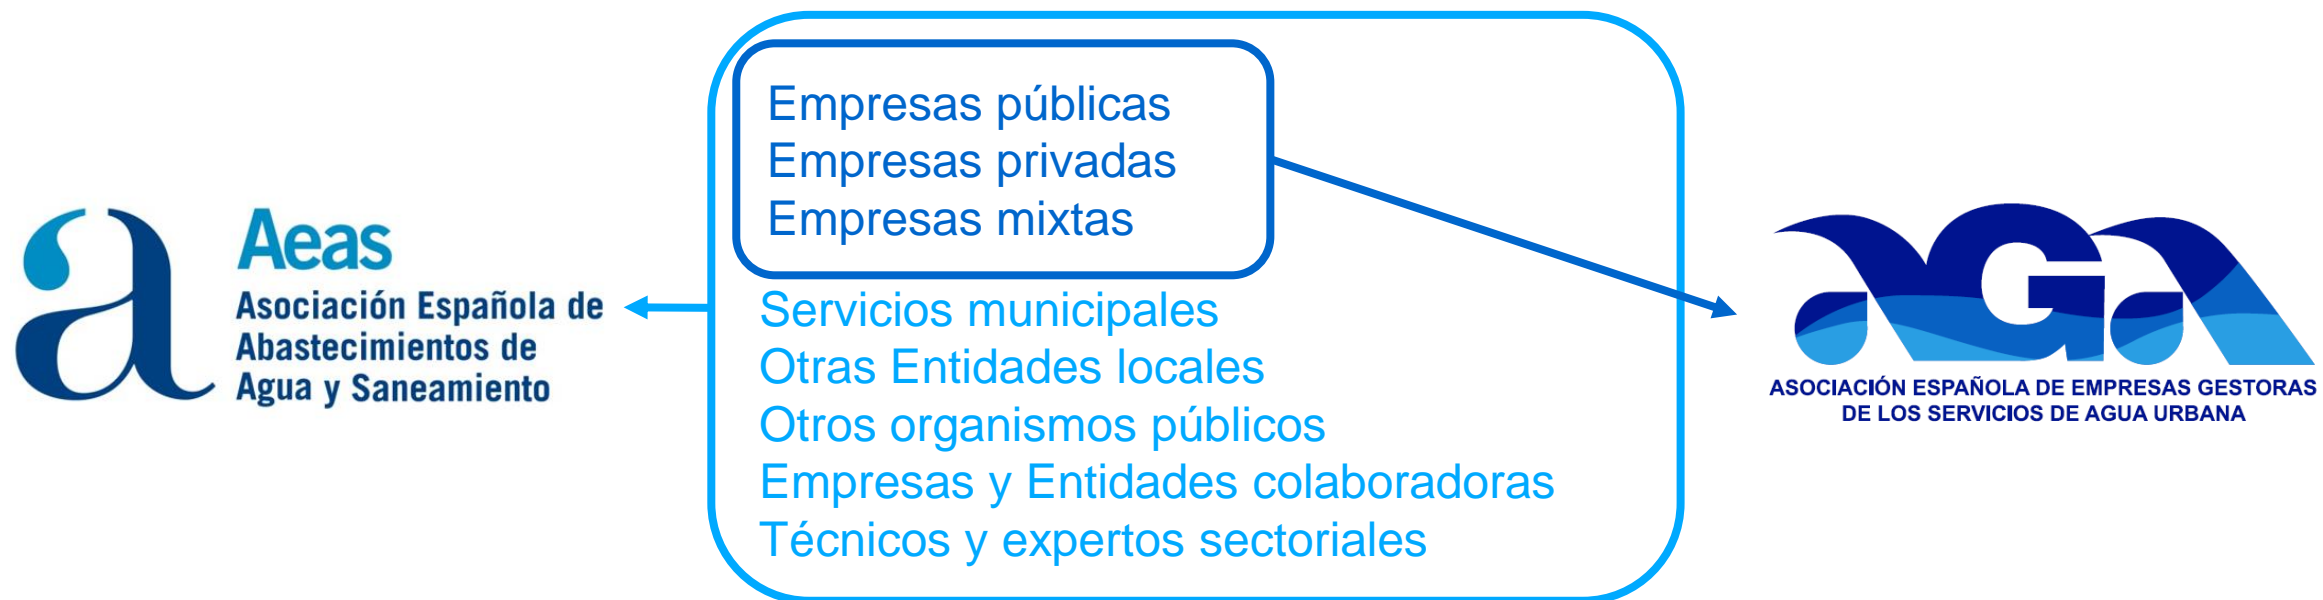 Aeas
Asociación Española de
Abastecimientos de
Agua y Saneamiento
Empresas públicas
Empresas privadas
Empresas mixtas
Servicios municipales
Otras Entidades locales
Otros organismos públicos
Empresas y Entidades colaboradoras
Técnicos y expertos sectoriales
aGa
ASOCIACIÓN ESPAÑOLA DE EMPRESAS GESTORAS
DE LOS SERVICIOS DE AGUA URBANA